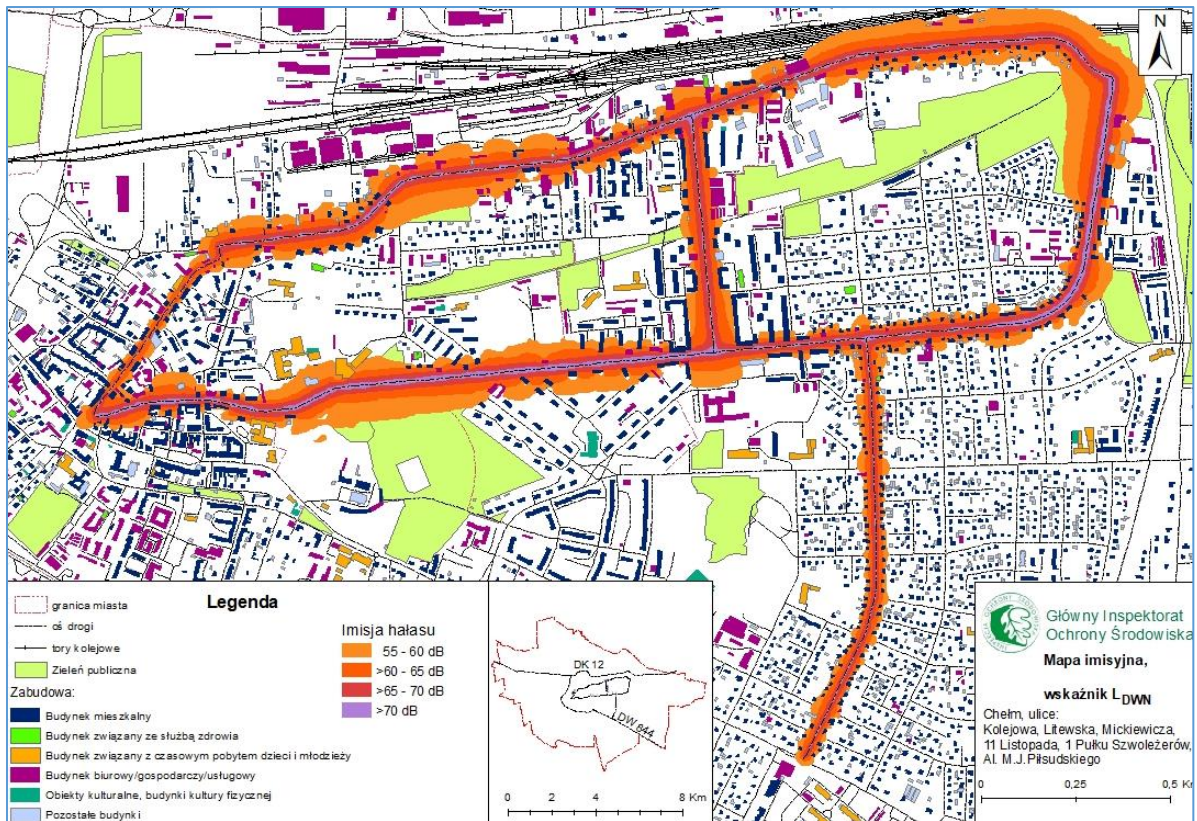 N
Legenda
granica miasta
oś drogi
tory kolejowe
Zieleń publiczna
Zabudowa:
Budynek mieszkalny
Budynek związany ze służbą zdrowia
Budynek związany z czasowym pobytem dzieci i młodzieży
Budynek biurowy/gospodarczy/usługowy
Obiekty kulturalne, budynki kultury fizycznej
Pozostałe budynki
Imisja hałasu
55 - 60 dB
>60 - 65 dB
>65 - 70 dB
>70 dB
DK 12
LDW 844
0 2 4 8 Km
Główny Inspektorat
Ochrony Środowiska
Mapa imisyjna,
wskaźnik LDWN
Chełm, ulice:
Kolejowa, Litewska, Mickiewicza,
11 Listopada, 1 Pułku Szwoleżerów,
Al. M.J.Piłsudskiego
0 0,25 0,5 K